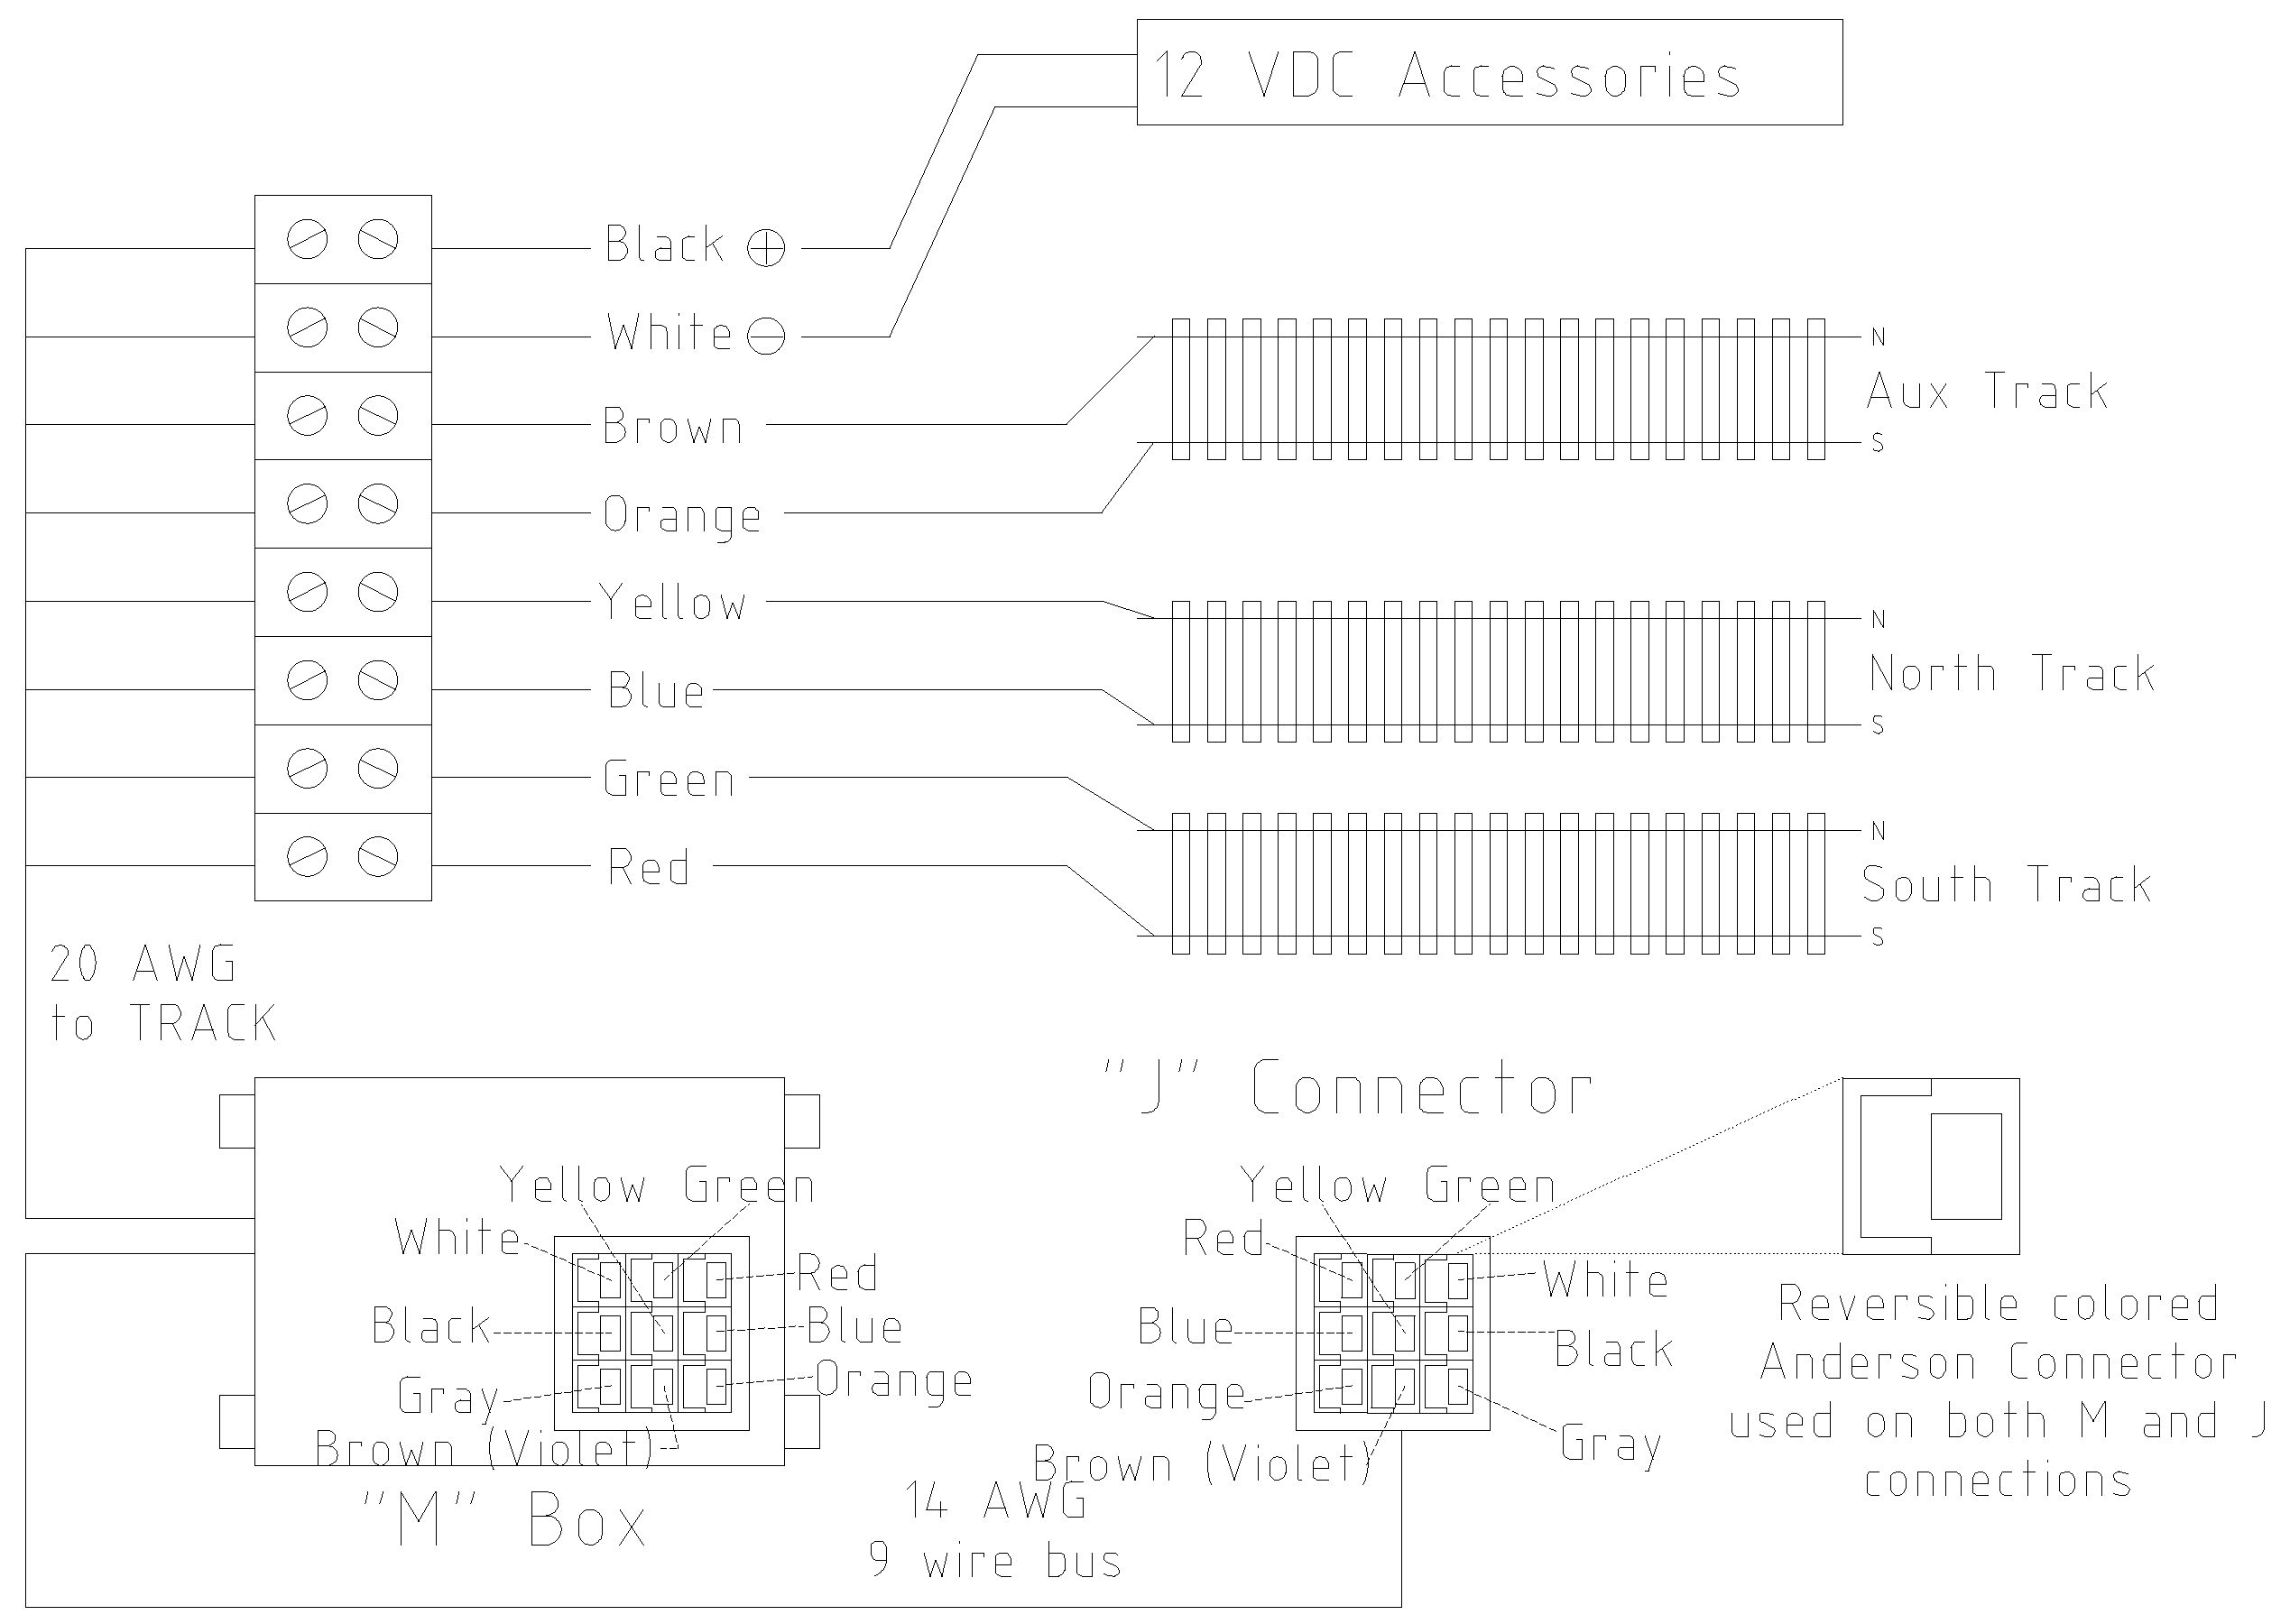 12 VDC Accessories
Black
White
Brown
Orange
Yellow
Blue
Green
Red
N
Aux Track
S
N
North Track
S
N
South Track
S
20 AWG
to TRACK
Yellow Green
White
Red
Black
Blue
Gray
Orange
Brown (Violet)
"M" Box
"J" Connector
Yellow Green
Red
White
Blue
Black
Orange
Gray
Brown (Violet)
14 AWG
9 wire bus
Reversible colored
Anderson Connector
used on both M and J
connections